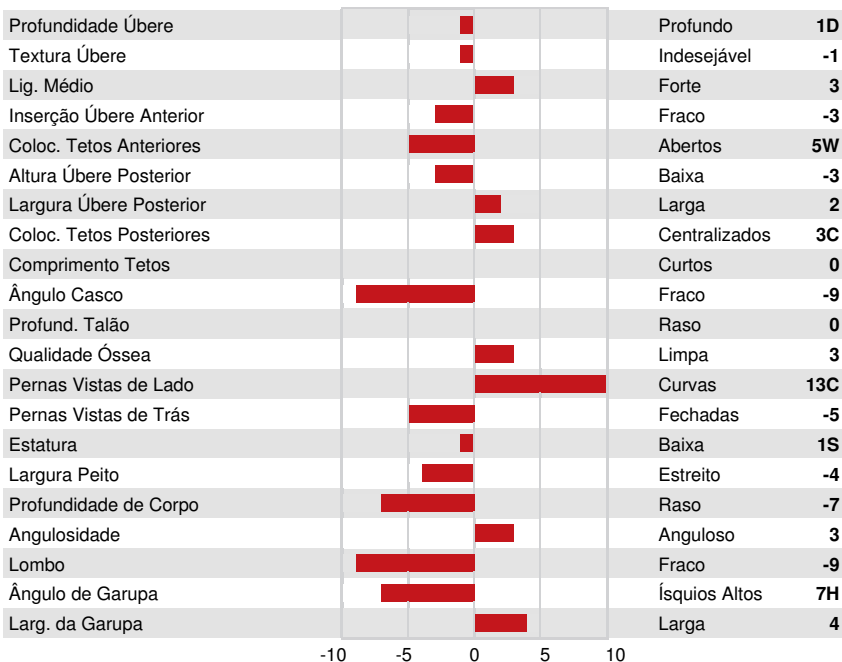 Profundidade Úbere Profundo 1D
Textura Úbere Indesejável -1
Lig. Médio Forte 3
Inserção Úbere Anterior Fraco -3
Coloc. Tetos Anteriores Abertos 5W
Altura Úbere Posterior Baixa -3
Largura Úbere Posterior Larga 2
Coloc. Tetos Posteriores Centralizados 3C
Comprimento Tetos Curtos 0
Ângulo Casco Fraco -9
Profund. Talão Raso 0
Qualidade Óssea Limpa 3
Pernas Vistas de Lado Curvas 13C
Pernas Vistas de Trás Fechadas -5
Estatura Baixa 1S
Largura Peito Estreito -4
Profundidade de Corpo Raso -7
Angulosidade Anguloso 3
Lombo Fraco -9
Ângulo de Garupa Ísquios Altos 7H
Larg. da Garupa Larga 4
-10 -5 0 5 10